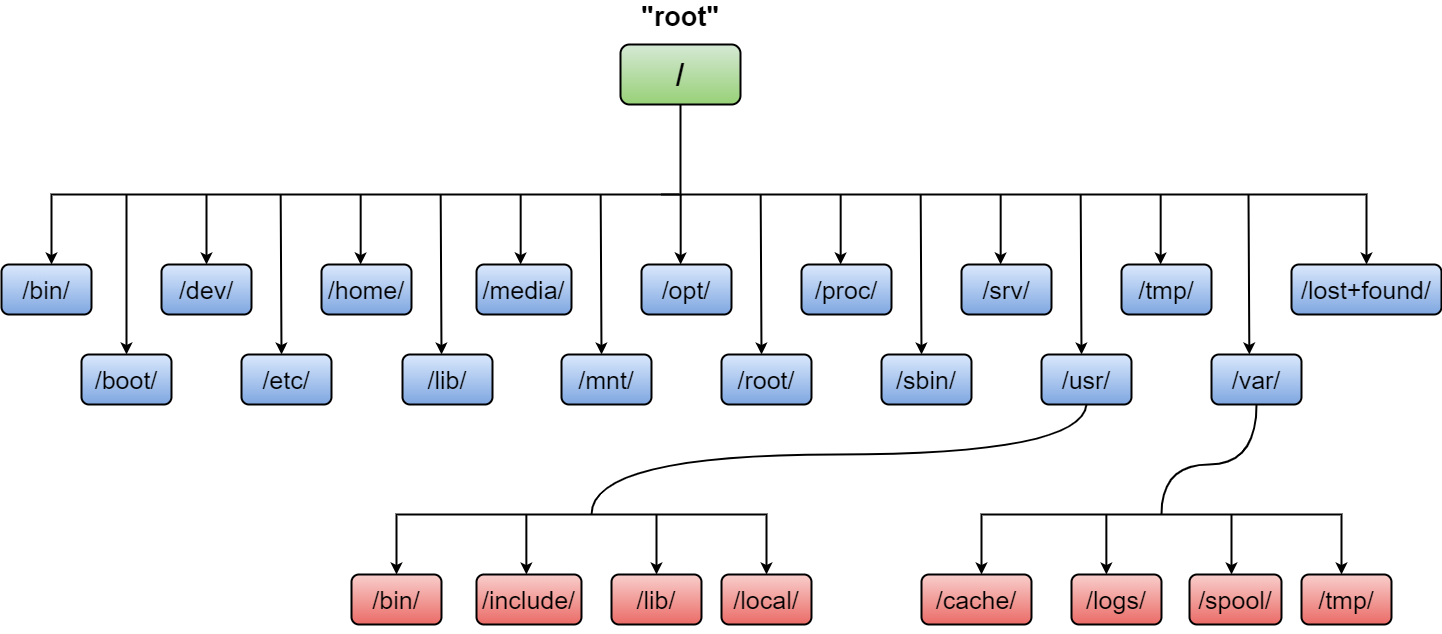 "root"
/
/bin/ /dev/ /home/ /media/ /opt/ /proc/ /srv/ /tmp/ /lost+found/
/boot/ /etc/ /lib/ /mnt/ /root/ /sbin/ /usr/ /var/
/bin/ /include/ /lib/ /local/ /cache/ /logs/ /spool/ /tmp/